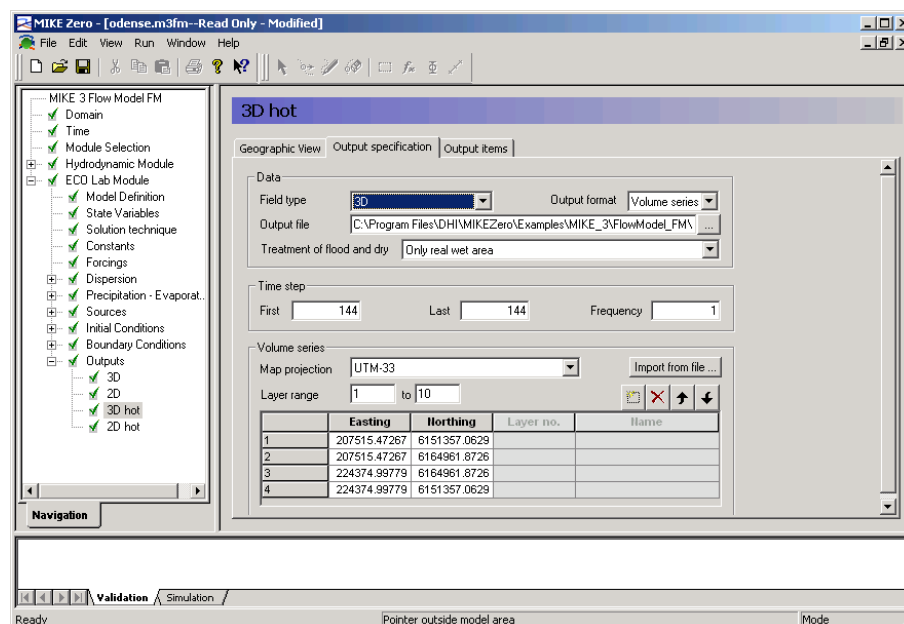 MIKE Zero - [odense.m3fm--Read Only - Modified]
File Edit View Run Window Help
MIKE 3 Flow Model FM
Domain
Time
Module Selection
Hydrodynamic Module
ECO Lab Module
Model Definition
State Variables
Solution technique
Constants
Forcings
Dispersion
Precipitation - Evaporat..
Sources
Initial Conditions
Boundary Conditions
Outputs
3D
2D
3D hot
2D hot
Navigation
3D hot
Geographic View Output specification Output items
Data
Field type 3D Output format Volume series
Output file C:\Program Files\DHI\MIKEZero\Examples\MIKE_3\FlowModel_FM\ ...
Treatment of flood and dry Only real wet area
Time step
First 144 Last 144 Frequency 1
Volume series
Map projection UTM-33 Import from file ...
Layer range 1 to 10
Easting Northing Layer no. Name
1 207515.47267 6151357.0629
2 207515.47267 6164961.8726
3 224374.99779 6164961.8726
4 224374.99779 6151357.0629
Validation Simulation
Ready Pointer outside model area Mode